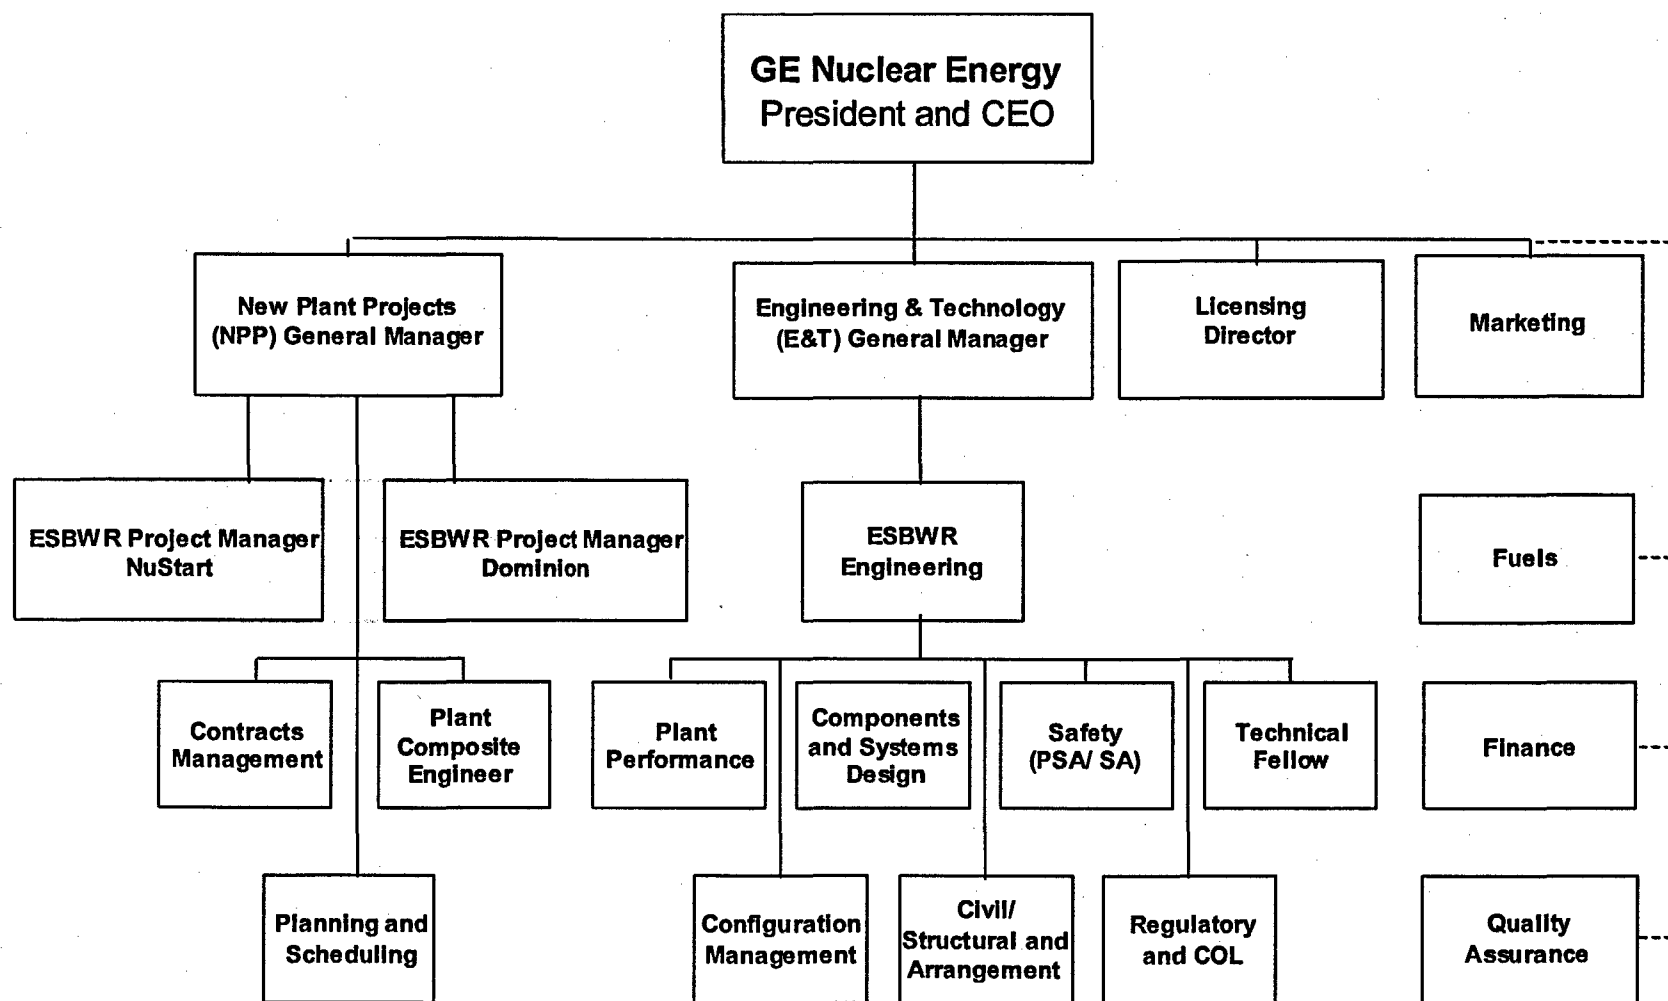 GE Nuclear Energy
President and CEO
New Plant Projects
(NPP) General Manager
Engineering & Technology
(E&T) General Manager
Licensing
Director
Marketing
ESBWR Project Manager
NuStart
ESBWR Project Manager
Dominion
ESBWR
Engineering
Fuels
Contracts
Management
Plant
Composite
Engineer
Plant
Performance
Components
and Systems
Design
Safety
(PSA/ SA)
Technical
Fellow
Finance
Planning and
Scheduling
Configuration
Management
Civil/
Structural and
Arrangement
Regulatory
and COL
Quality
Assurance